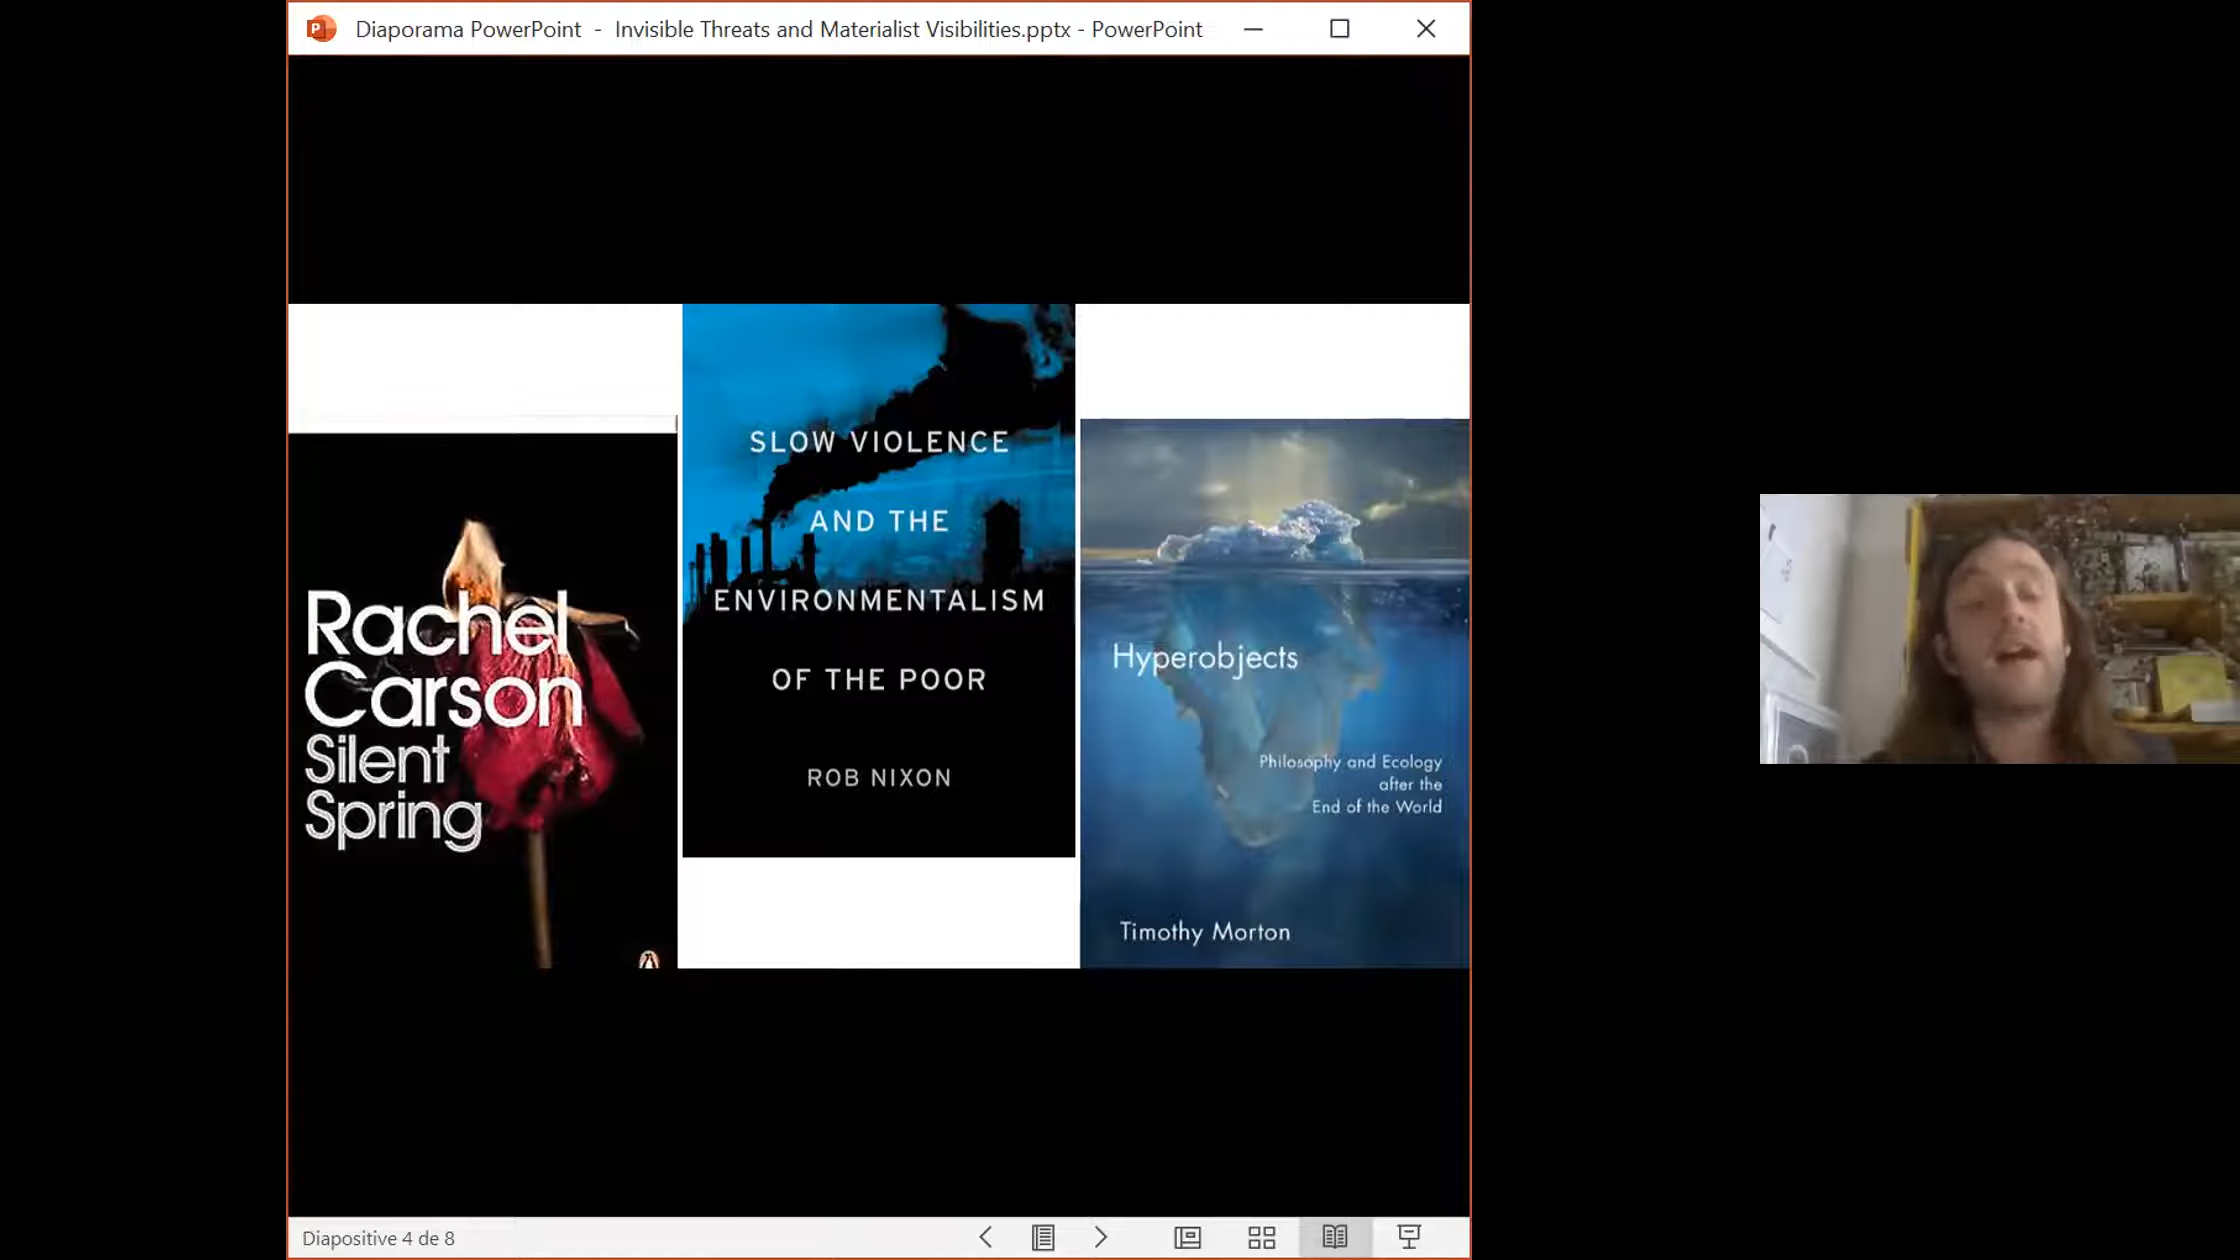 Diaporama PowerPoint - Invisible Threats and Materialist Visibilities.pptx - PowerPoint
Rachel
Carson
Silent
Spring
SLOW VIOLENCE
AND THE
ENVIRONMENTALISM
OF THE POOR
ROB NIXON
Hyperobjects
Philosophy and Ecology
after the
End of the World
Timothy Morton
Diapositive 4 de 8